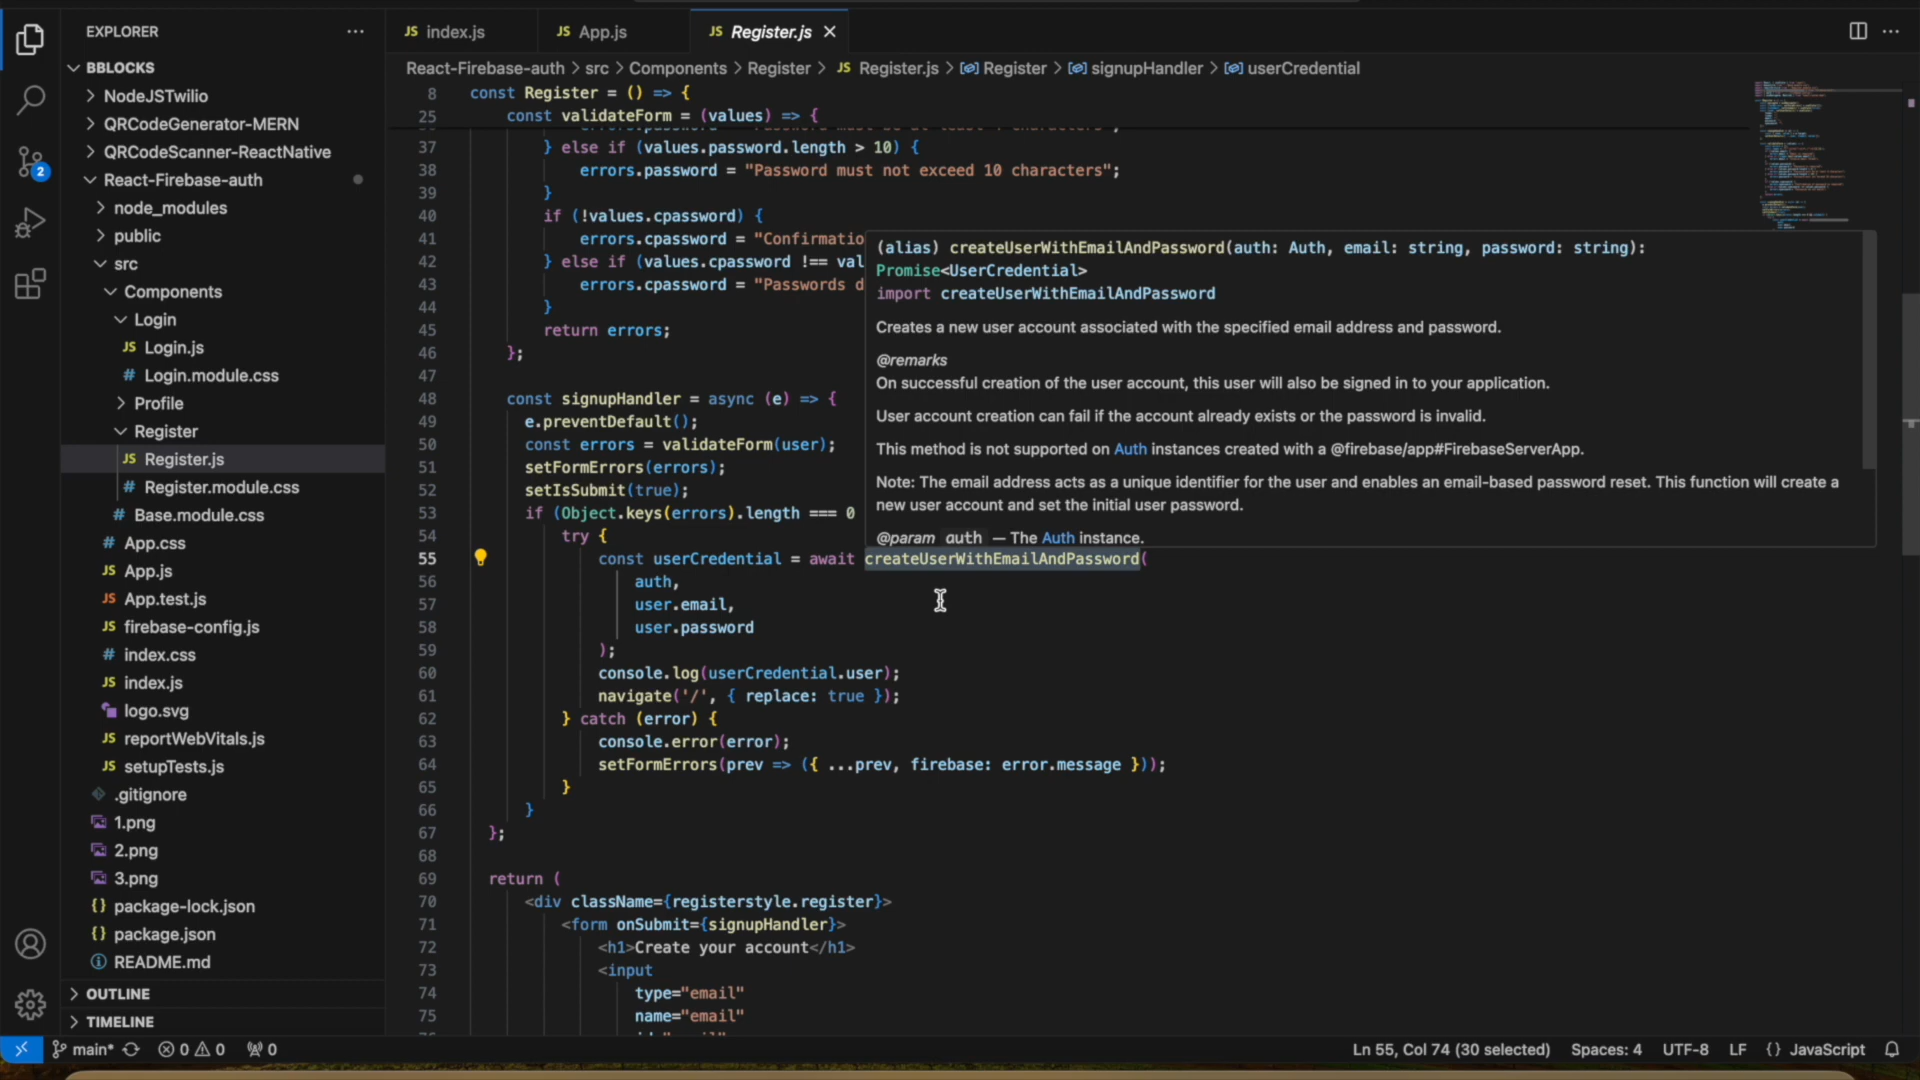 EXPLORER
BBLOCKS
NodeJSTwilio
QRCodeGenerator-MERN
QRCodeScanner-ReactNative
React-Firebase-auth
node_modules
public
src
Components
Login
JS Login.js
# Login.module.css
Profile
Register
JS Register.js
# Register.module.css
# Base.module.css
# App.css
JS App.js
JS App.test.js
JS firebase-config.js
# index.css
JS index.js
logo.svg
JS reportWebVitals.js
JS setupTests.js
.gitignore
1.png
2.png
3.png
{} package-lock.json
{} package.json
README.md
OUTLINE
TIMELINE
2
JS index.js
JS App.js
JS Register.js
React-Firebase-auth > src > Components > Register > JS Register.js > Register > signupHandler > userCredential
8 const Register = () => {
25 const validateForm = (values) => {
37 } else if (values.password.length > 10) {
38 errors.password = "Password must not exceed 10 characters";
39 }
40 if (!values.cpassword) {
41 errors.cpassword = "Confirmatio
42 } else if (values.cpassword !== val
43 errors.cpassword = "Passwords d
44 }
45 return errors;
46 };
47
48 const signupHandler = async (e) => {
49 e.preventDefault();
50 const errors = validateForm(user);
51 setFormErrors(errors);
52 setIsSubmit(true);
53 if (Object.keys(errors).length === 0
54 try {
55 const userCredential = await createUserWithEmailAndPassword(
56 auth,
57 user.email,
58 user.password
59 );
60 console.log(userCredential.user);
61 navigate('/', { replace: true });
62 } catch (error) {
63 console.error(error);
64 setFormErrors(prev => ({ ...prev, firebase: error.message }));
65 }
66 }
67 };
68
69 return (
70 <div className={registerstyle.register}>
71 <form onSubmit={signupHandler}>
72 <h1>Create your account</h1>
73 <input
74 type="email"
75 name="email"
(alias) createUserWithEmailAndPassword(auth: Auth, email: string, password: string):
Promise<UserCredential>
import createUserWithEmailAndPassword
Creates a new user account associated with the specified email address and password.
@remarks
On successful creation of the user account, this user will also be signed in to your application.
User account creation can fail if the account already exists or the password is invalid.
This method is not supported on Auth instances created with a @firebase/app#FirebaseServerApp.
Note: The email address acts as a unique identifier for the user and enables an email-based password reset. This function will create a
new user account and set the initial user password.
@param auth — The Auth instance.
main* 0 0 0
Ln 55, Col 74 (30 selected) Spaces: 4 UTF-8 LF {} JavaScript